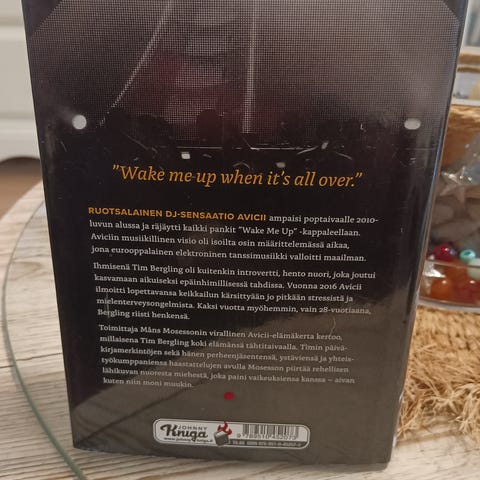 "Wake me up when it's all over."
RUOTSALAINEN DJ-SENSAATIO AVICII ampaisi poptaivaalle 2010-
luvun alussa ja räjäytti kaikki pankit "Wake Me Up" -kappaleellaan.
Aviciin musiikillinen visio oli isoilta osin määrittelemässä aikaa,
jona eurooppalainen elektroninen tanssimusiikki valloitti maailman.
Ihmisenä Tim Bergling oli kuitenkin introvertti, hento nuori, joka joutui
kasvamaan aikuiseksi epäinhimillisessä tahdissa. Vuonna 2016 Avicii
ilmoitti lopettavansa keikkailun kärsittyään jo pitkään stressistä ja
mielenterveysongelmista. Kaksi vuotta myöhemmin, vain 28-vuotiaana,
Bergling riisti henkensä.
Toimittaja Måns Mosessonin virallinen Avicii-elämäkerta kertoo,
millaisena Tim Bergling koki elämänsä tähtitaivaalla. Timin päivä-
kirjamerkintöjen sekä hänen perheenjäsentensä, ystäviensä ja yhteis-
työkumppaniensa haastattelujen avulla Mosesson piirtää rehellisen
lähikuvan nuoresta miehestä, joka paini vaikeuksiensa kanssa – aivan
kuten niin moni muukin.
JOHNNY
Kniga